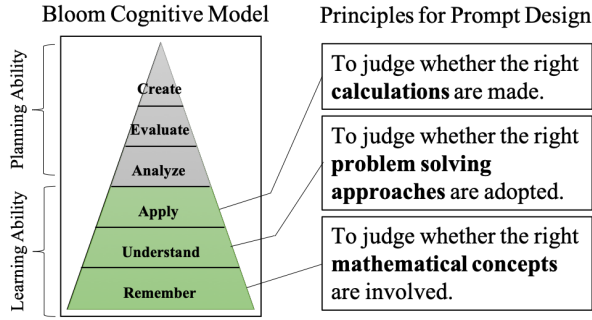 Bloom Cognitive Model
Principles for Prompt Design
Planning Ability
Learning Ability
Create
Evaluate
Analyze
Apply
Understand
Remember
To judge whether the right
calculations are made.
To judge whether the right
problem solving
approaches are adopted.
To judge whether the right
mathematical concepts
are involved.